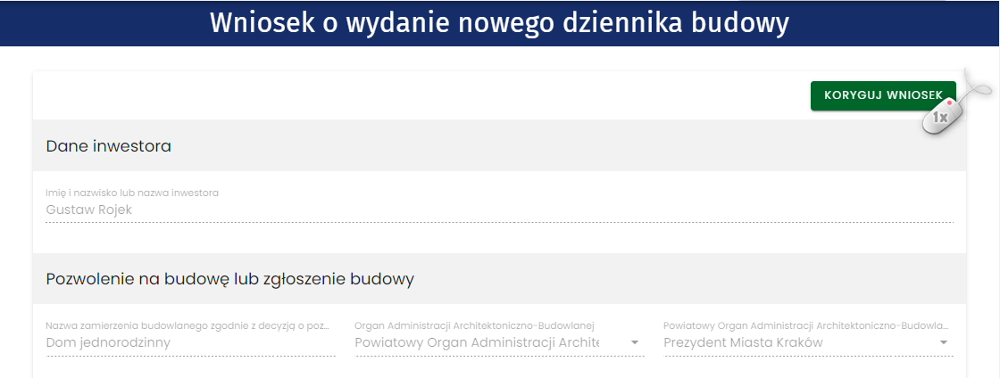 Wniosek o wydanie nowego dziennika budowy
KORYGUJ WNIOSEK
1x
Dane inwestora
Imię i nazwisko lub nazwa inwestora
Gustaw Rojek
Pozwolenie na budowę lub zgłoszenie budowy
Nazwa zamierzenia budowlanego zgodnie z decyzją o poz... Organ Administracji Architektoniczno-Budowlanej Powiatowy Organ Administracji Architektoniczno-Budowla...
Dom jednorodzinny Powiatowy Organ Administracji Archite Prezydent Miasta Kraków